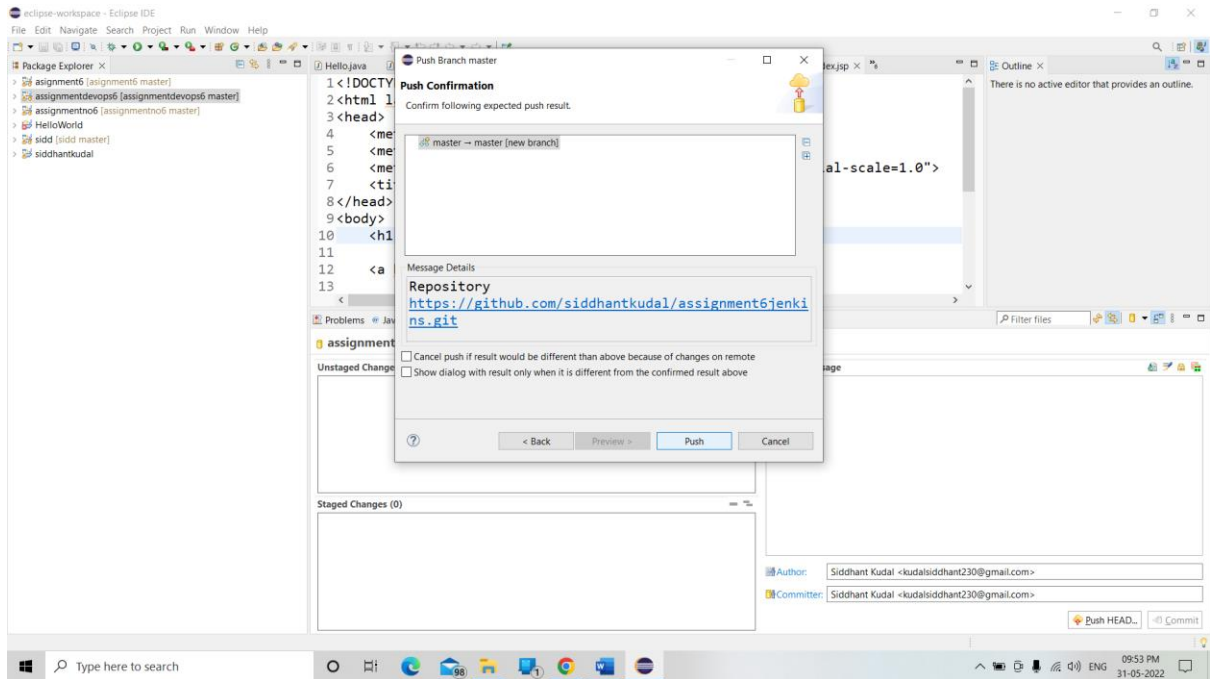 eclipse-workspace - Eclipse IDE
File Edit Navigate Search Project Run Window Help
Package Explorer
asignment6 [asignment6 master]
assignmentdevops6 [assignmentdevops6 master]
assignmentno6 [assignmentno6 master]
HelloWorld
sidd [sidd master]
siddhantkudal
Hello.java
1 <!DOCTY
2 <html l
3 <head>
4 <me
5 <me
6 <me
7 <ti
8 </head>
9 <body>
10 <h1
11
12 <a
13
Push Branch master
Push Confirmation
Confirm following expected push result.
master → master [new branch]
Message Details
Repository
https://github.com/siddhantkudal/assignment6jenki
ns.git
Cancel push if result would be different than above because of changes on remote
Show dialog with result only when it is different from the confirmed result above
< Back Preview > Push Cancel
dex.jsp
al-scale=1.0">
Outline
There is no active editor that provides an outline.
Problems Jav
Filter files
assignment
Unstaged Change
sage
Staged Changes (0)
Author: Siddhant Kudal <kudalsiddhant230@gmail.com>
Committer: Siddhant Kudal <kudalsiddhant230@gmail.com>
Push HEAD... Commit
Type here to search
98
1
ENG
09:53 PM
31-05-2022